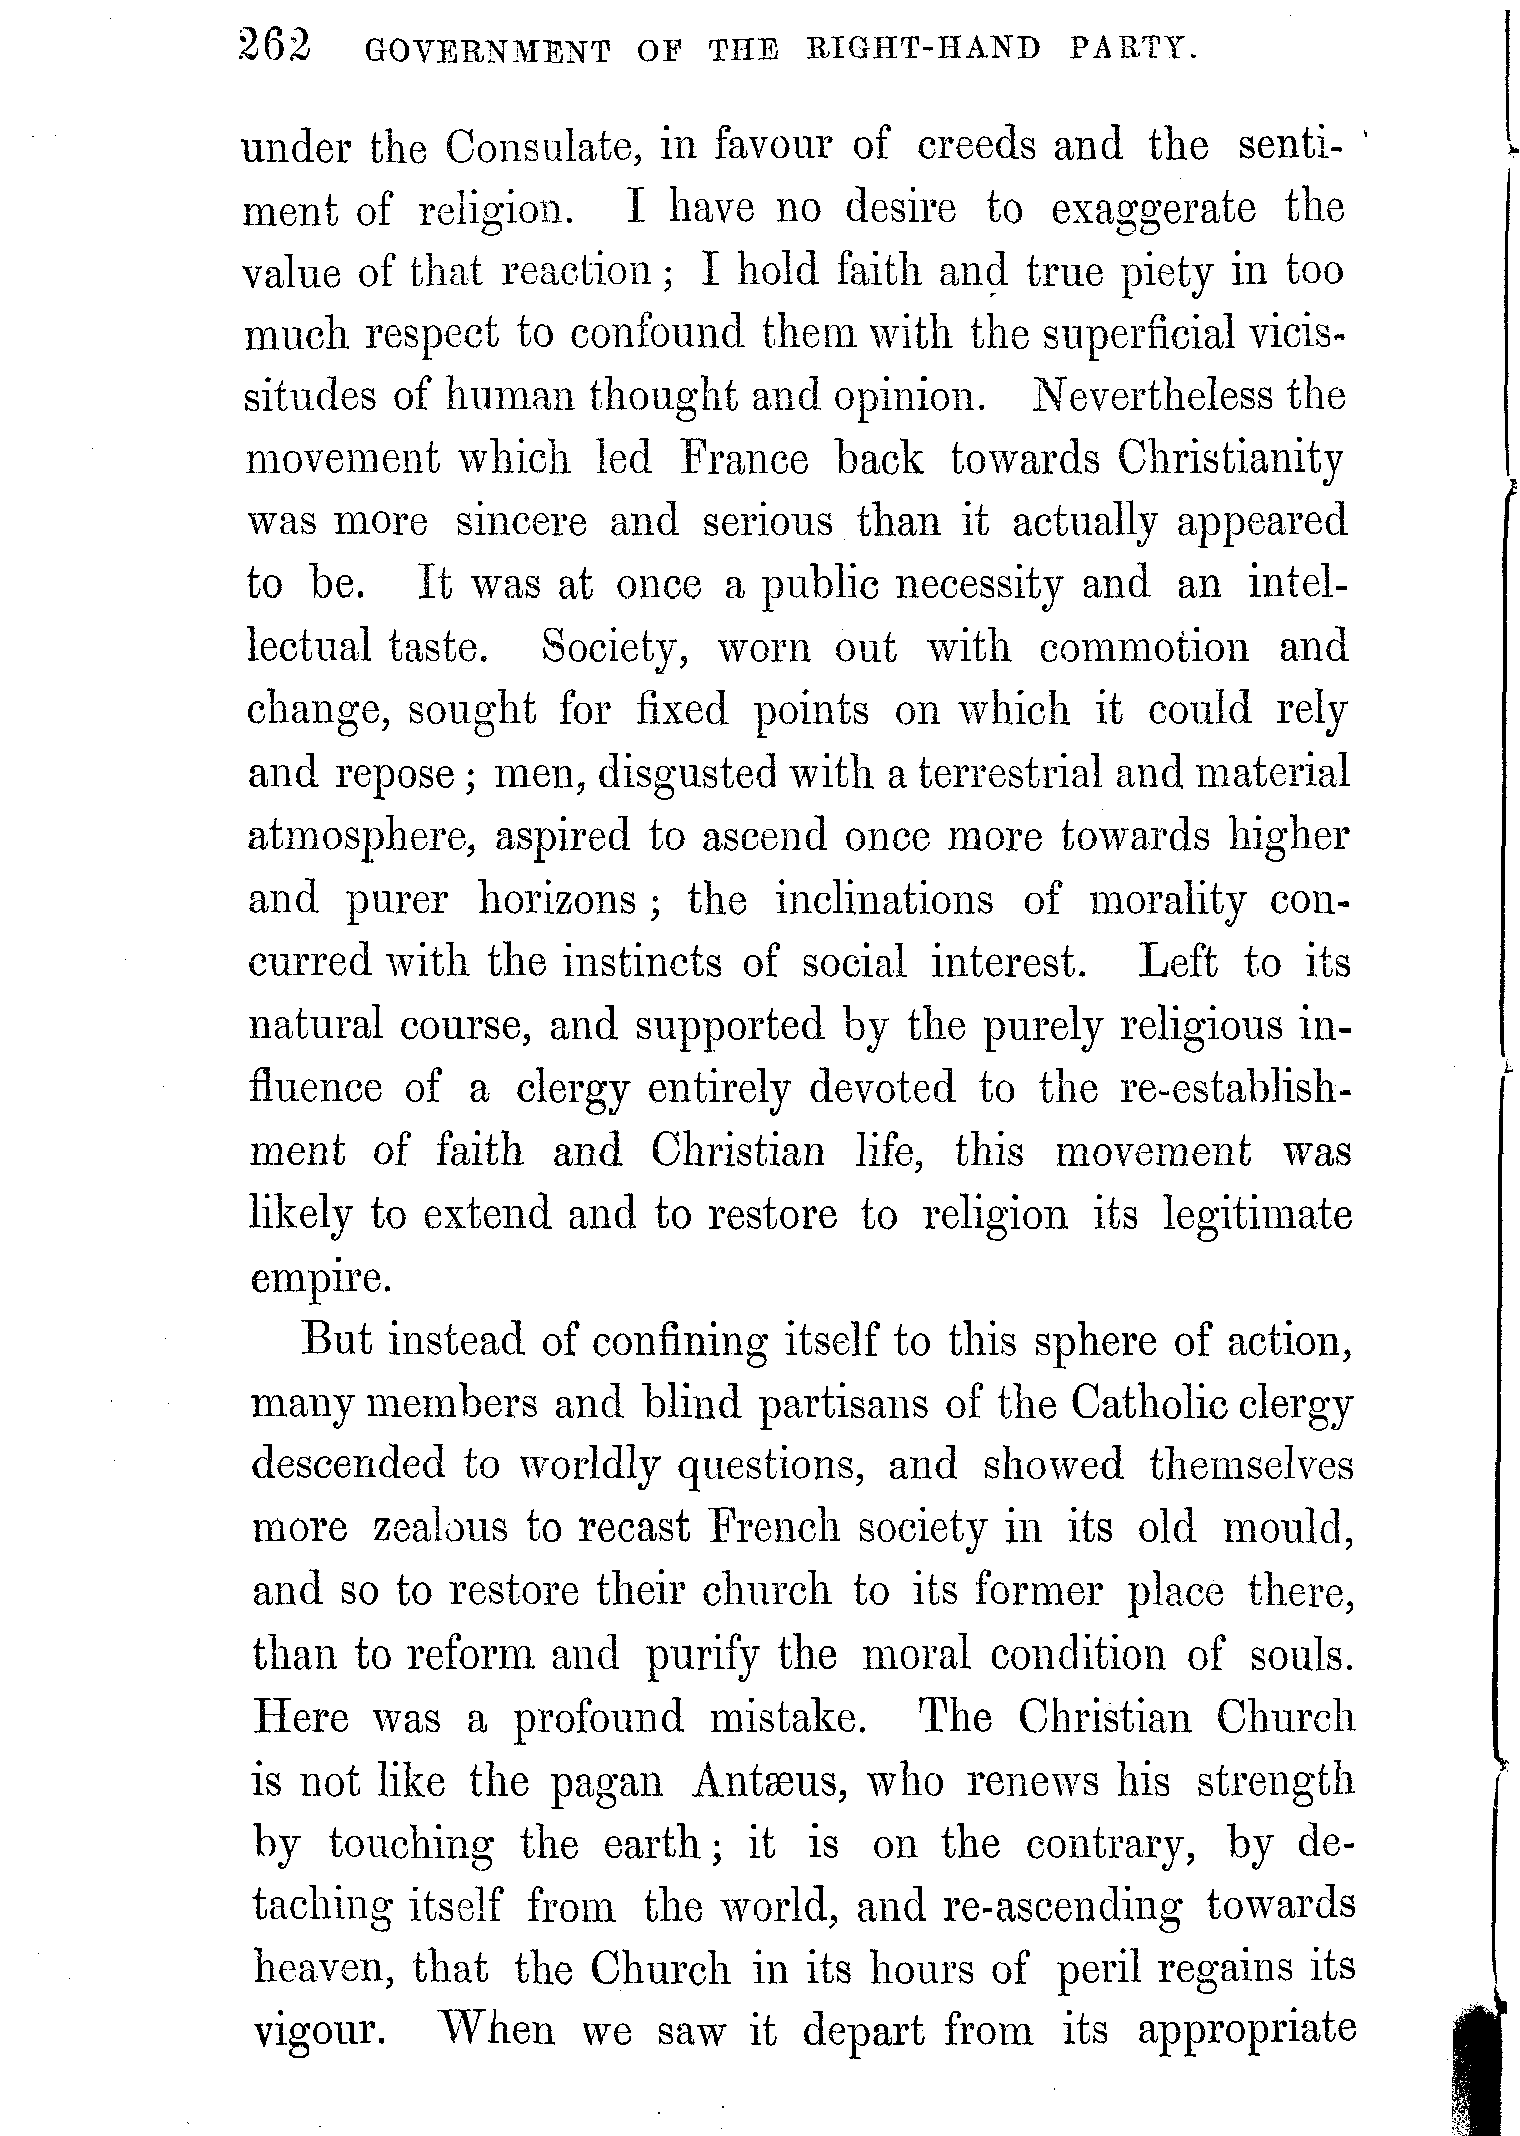 262 GOVERNMENT OF THE RIGHT-HAND PARTY.
under the Consulate, in favour of creeds and the senti-
ment of religion. I have no desire to exaggerate the
value of that reaction; I hold faith and true piety in too
much respect to confound them with the superficial vicis-
situdes of human thought and opinion. Nevertheless the
movement which led France back towards Christianity
was more sincere and serious than it actually appeared
to be. It was at once a public necessity and an intel-
lectual taste. Society, worn out with commotion and
change, sought for fixed points on which it could rely
and repose; men, disgusted with a terrestrial and material
atmosphere, aspired to ascend once more towards higher
and purer horizons; the inclinations of morality con-
curred with the instincts of social interest. Left to its
natural course, and supported by the purely religious in-
fluence of a clergy entirely devoted to the re-establish-
ment of faith and Christian life, this movement was
likely to extend and to restore to religion its legitimate
empire.
But instead of confining itself to this sphere of action,
many members and blind partisans of the Catholic clergy
descended to worldly questions, and showed themselves
more zealous to recast French society in its old mould,
and so to restore their church to its former place there,
than to reform and purify the moral condition of souls.
Here was a profound mistake. The Christian Church
is not like the pagan Antæus, who renews his strength
by touching the earth; it is on the contrary, by de-
taching itself from the world, and re-ascending towards
heaven, that the Church in its hours of peril regains its
vigour. When we saw it depart from its appropriate